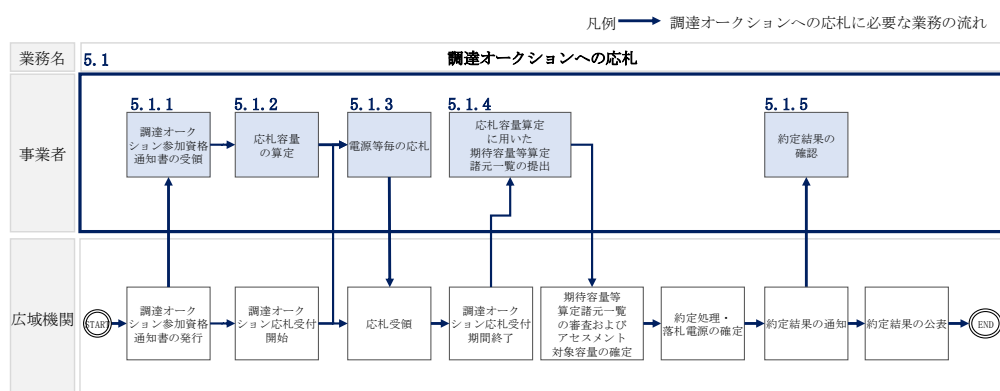 凡例 調達オークションへの応札に必要な業務の流れ
業務名 5.1 調達オークションへの応札
事業者
5.1.1
調達オーク
ション参加資格
通知書の受領
5.1.2
応札容量
の算定
5.1.3
電源等毎の応札
5.1.4
応札容量算定
に用いた
期待容量等算定
諸元一覧の提出
5.1.5
約定結果の
確認
広域機関
START
調達オーク
ション参加資格
通知書の発行
調達オーク
ション応札受付
開始
応札受領
調達オーク
ション応札受付
期間終了
期待容量等
算定諸元一覧
の審査および
アセスメント
対象容量の確定
約定処理・
落札電源の確定
約定結果の通知
約定結果の公表
END